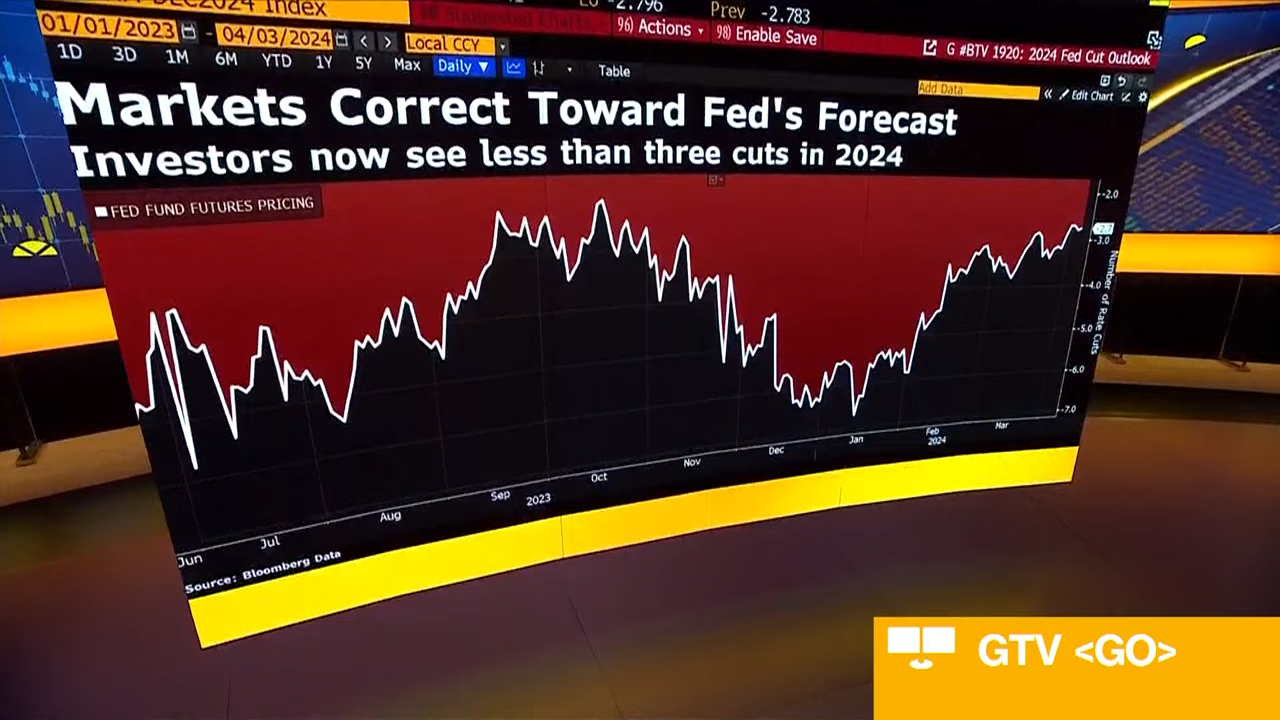 DEC2024 Index
-2.796 Prev -2.783
01/01/2023 - 04/03/2024 Local CCY
96) Actions 98) Enable Save
G #BTV 1920: 2024 Fed Cut Outlook
1D 3D 1M 6M YTD 1Y 5Y Max Daily ▼ Table
Add Data « Edit Chart
Markets Correct Toward Fed's Forecast
Investors now see less than three cuts in 2024
FED FUND FUTURES PRICING
-2.0
-2.7
-3.0
-4.0
-5.0
-6.0
-7.0
Number of Rate Cuts
Jun Jul Aug Sep Oct Nov Dec Jan Feb Mar
2023 2024
Source: Bloomberg Data
GTV <GO>